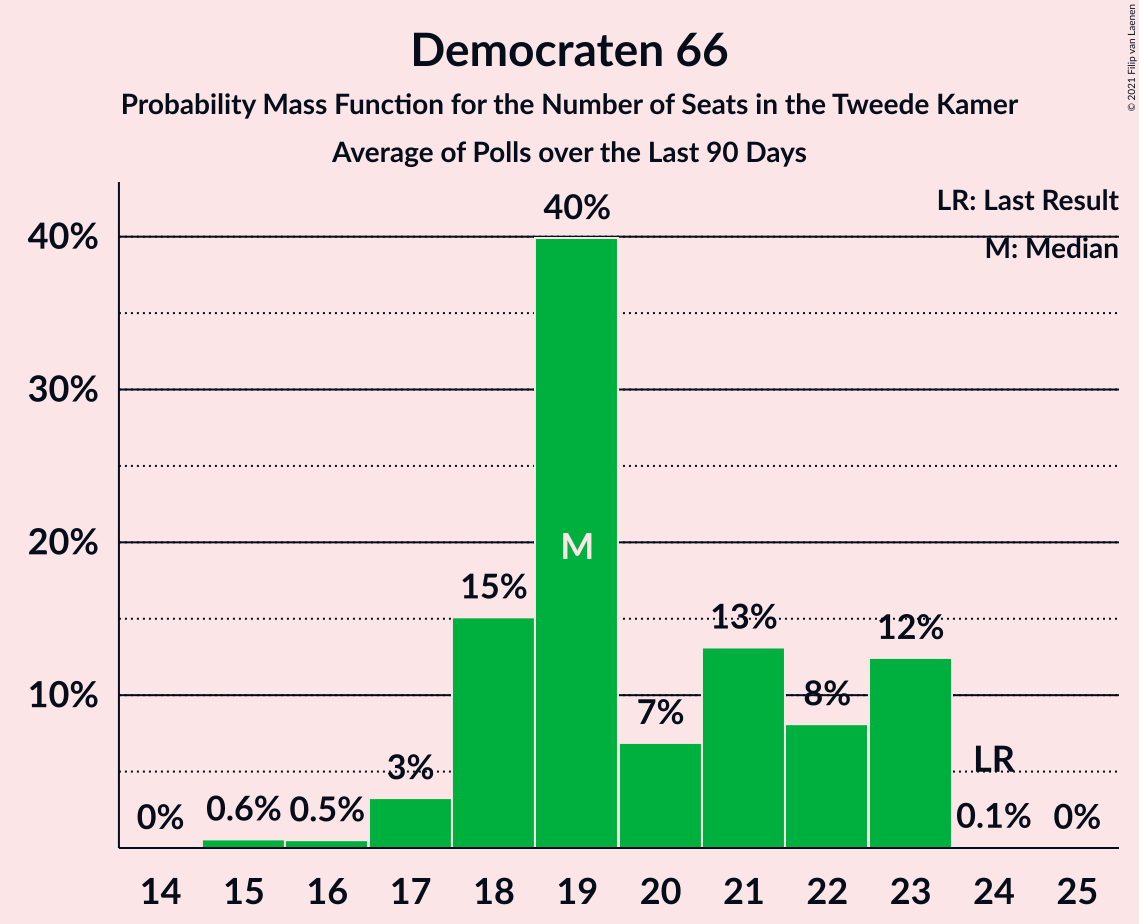 Democraten 66
Probability Mass Function for the Number of Seats in the Tweede Kamer
Average of Polls over the Last 90 Days
© 2021 Filip van Laenen
LR: Last Result
M: Median
40%
30%
20%
10%
0%
0.6%
0.5%
3%
15%
40%
M
7%
13%
8%
12%
LR
0.1%
0%
14 15 16 17 18 19 20 21 22 23 24 25